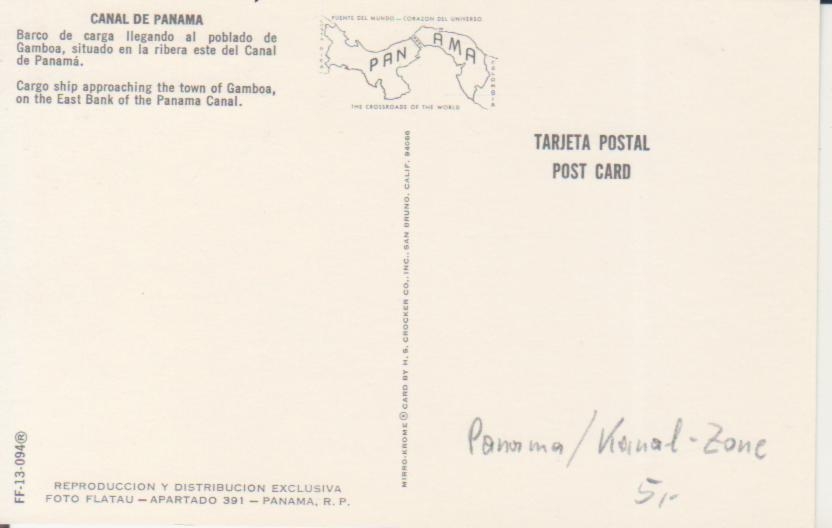 CANAL DE PANAMA
Barco de carga llegando al poblado de
Gamboa, situado en la ribera este del Canal
de Panamá.
Cargo ship approaching the town of Gamboa,
on the East Bank of the Panama Canal.
PUENTE DEL MUNDO — CORAZON DEL UNIVERSO
PAN AMA
THE CROSSROADS OF THE WORLD
TARJETA POSTAL
POST CARD
MIRRO-KROME ® CARD BY H. S. CROCKER CO., INC., SAN BRUNO, CALIF. 94066
Panama / Kanal-Zone
5,-
FF-13-094®
REPRODUCCION Y DISTRIBUCION EXCLUSIVA
FOTO FLATAU — APARTADO 391 — PANAMA, R. P.